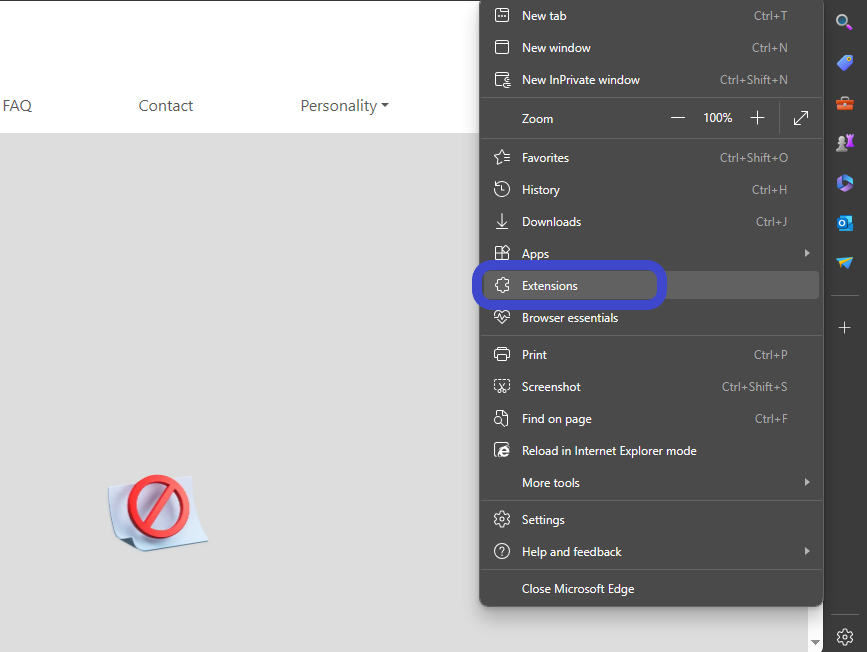 FAQ
Contact
Personality
New tab Ctrl+T
New window Ctrl+N
New InPrivate window Ctrl+Shift+N
Zoom 100%
Favorites Ctrl+Shift+O
History Ctrl+H
Downloads Ctrl+J
Apps
Extensions
Browser essentials
Print Ctrl+P
Screenshot Ctrl+Shift+S
Find on page Ctrl+F
Reload in Internet Explorer mode
More tools
Settings
Help and feedback
Close Microsoft Edge